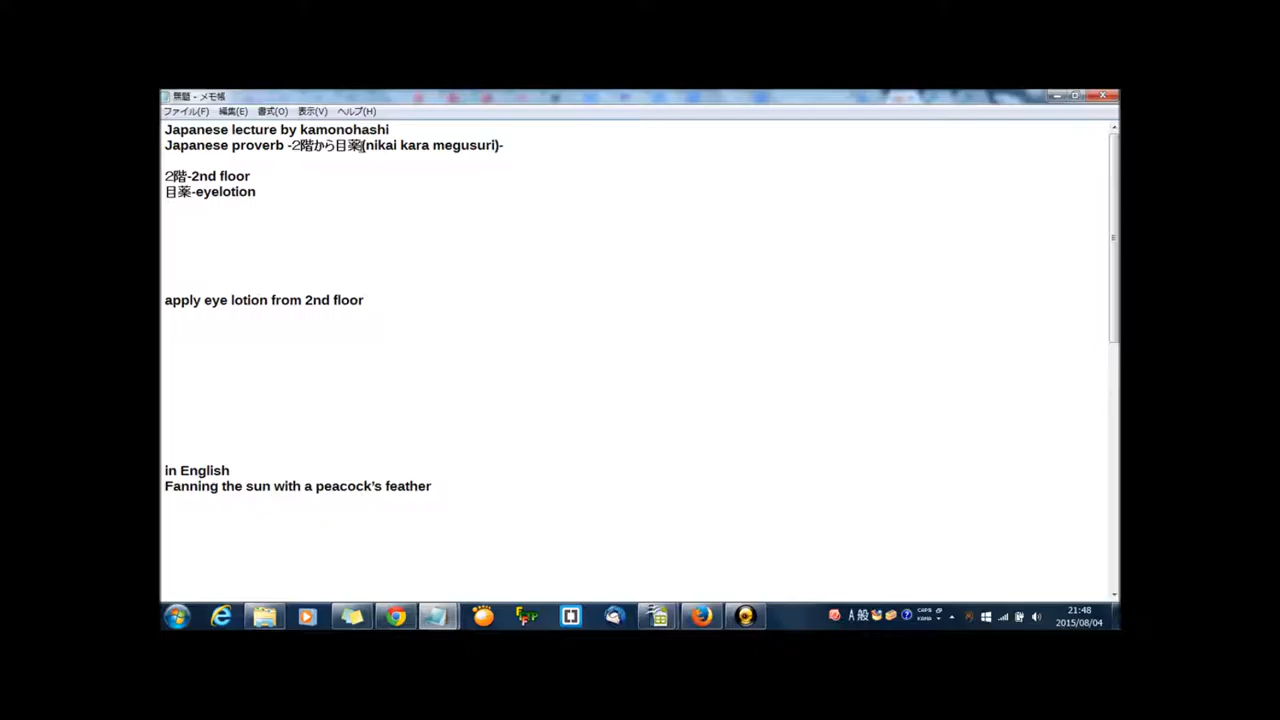 無題 - メモ帳
ファイル(F) 編集(E) 書式(O) 表示(V) ヘルプ(H)
Japanese lecture by kamonohashi
Japanese proverb -２階から目薬(nikai kara megusuri)-
２階-2nd floor
目薬-eyelotion
apply eye lotion from 2nd floor
in English
Fanning the sun with a peacock's feather
A 般 CAPS KANA
21:48
2015/08/04